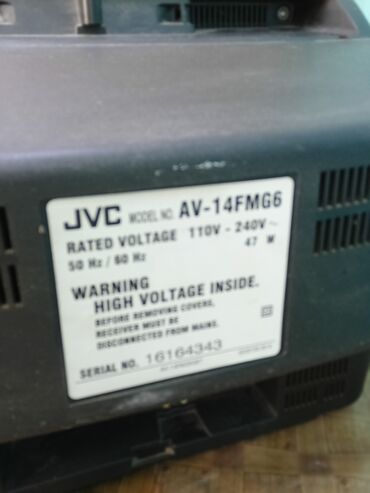 JVC MODEL NO. AV-14FMG6
RATED VOLTAGE 110V - 240V~
50 Hz / 60 Hz 47 W
WARNING
HIGH VOLTAGE INSIDE.
BEFORE REMOVING COVERS,
RECEIVER MUST BE
DISCONNECTED FROM MAINS.
SERIAL NO. 16164343